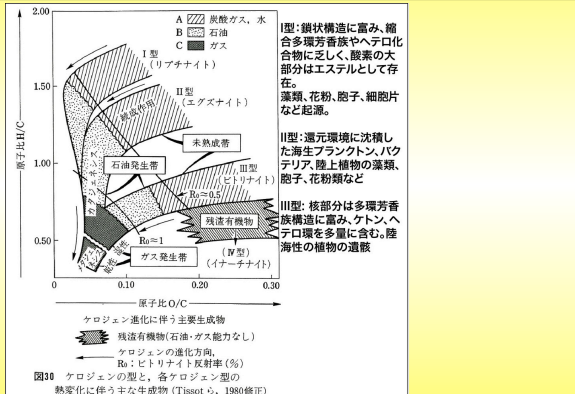 2.00
1.50
1.00
0.50
原子比H/C
A 炭酸ガス，水
B 石油
C ガス
I 型
(リプチナイト)
II型
(エグズナイト)
続成作用
未熟成帯
石油発生帯
カタジェネシス
III型
(ビトリナイト)
R₀≒0.5
残渣有機物
R₀≒1
(IV型)
(イナーチナイト)
ガス発生帯
0
0.10
0.20
0.30
原子比O/C
ケロジェン進化に伴う主要生成物
残渣有機物(石油・ガス能力なし)
ケロジェンの進化方向，
R₀：ビトリナイト反射率(％)
図30 ケロジェンの型と，各ケロジェン型の
熱変化に伴う主な生成物 (Tissotら，1980修正)
I型：鎖状構造に富み、縮
合多環芳香族やヘテロ化
合物に乏しく、酸素の大
部分はエステルとして存
在。
藻類、花粉、胞子、細胞片
など起源。
II型：還元環境に沈積し
た海生プランクトン、バク
テリア、陸上植物の藻類、
胞子、花粉類など
III型: 核部分は多環芳香
族構造に富み、ケトン、ヘ
テロ環を多量に含む。陸
海性の植物の遺骸